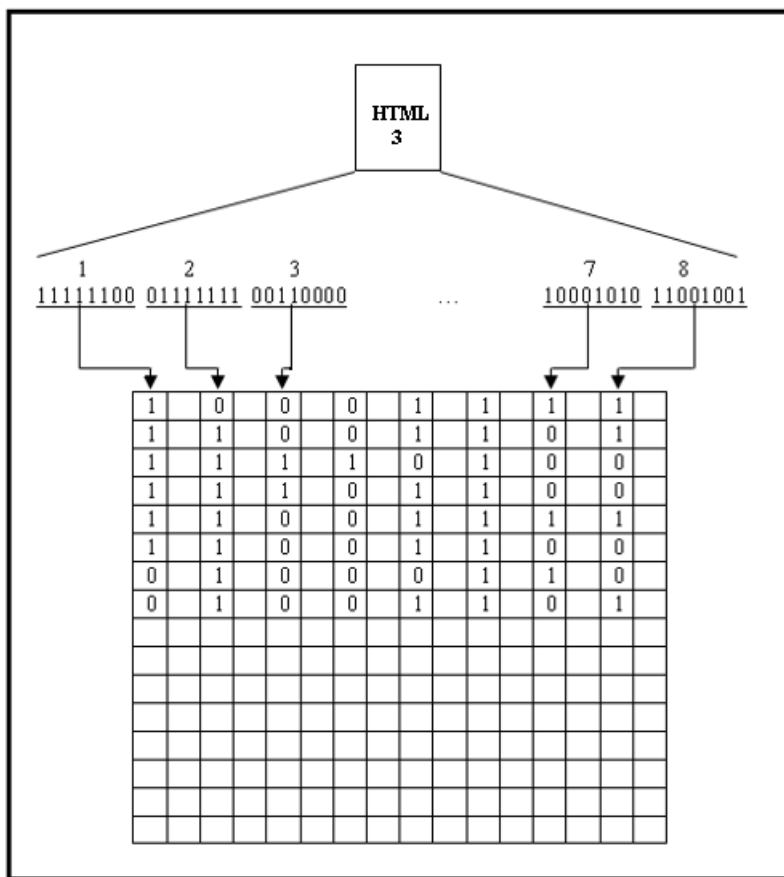 HTML
3
1 2 3 7 8
11111100 01111111 00110000 ... 10001010 11001001
1 0 0 0 1 1 1 1
1 1 0 0 1 1 0 1
1 1 1 1 0 1 0 0
1 1 1 0 1 1 0 0
1 1 0 0 1 1 1 1
1 1 0 0 1 1 0 0
0 1 0 0 0 1 1 0
0 1 0 0 1 1 0 1